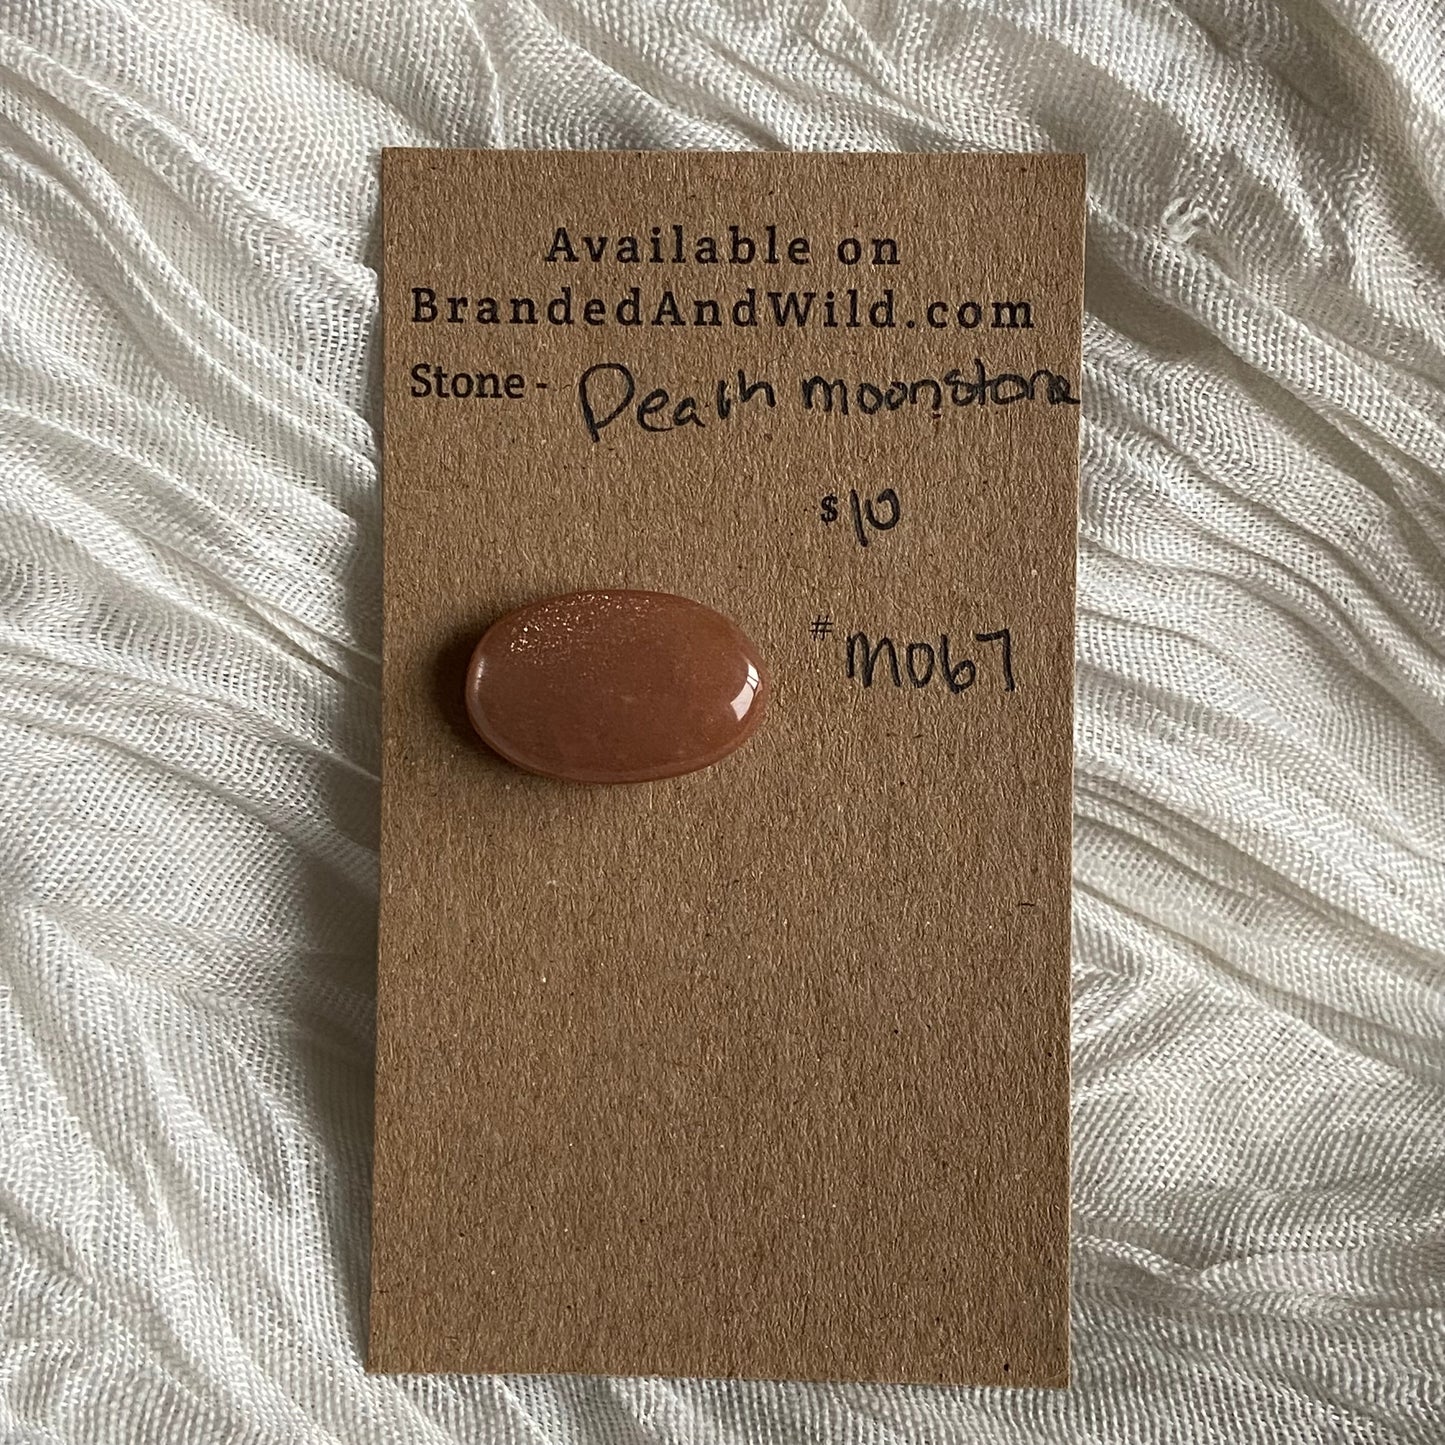 Available on
BrandedAndWild.com
Stone - Peach moonstone
$10
# M067